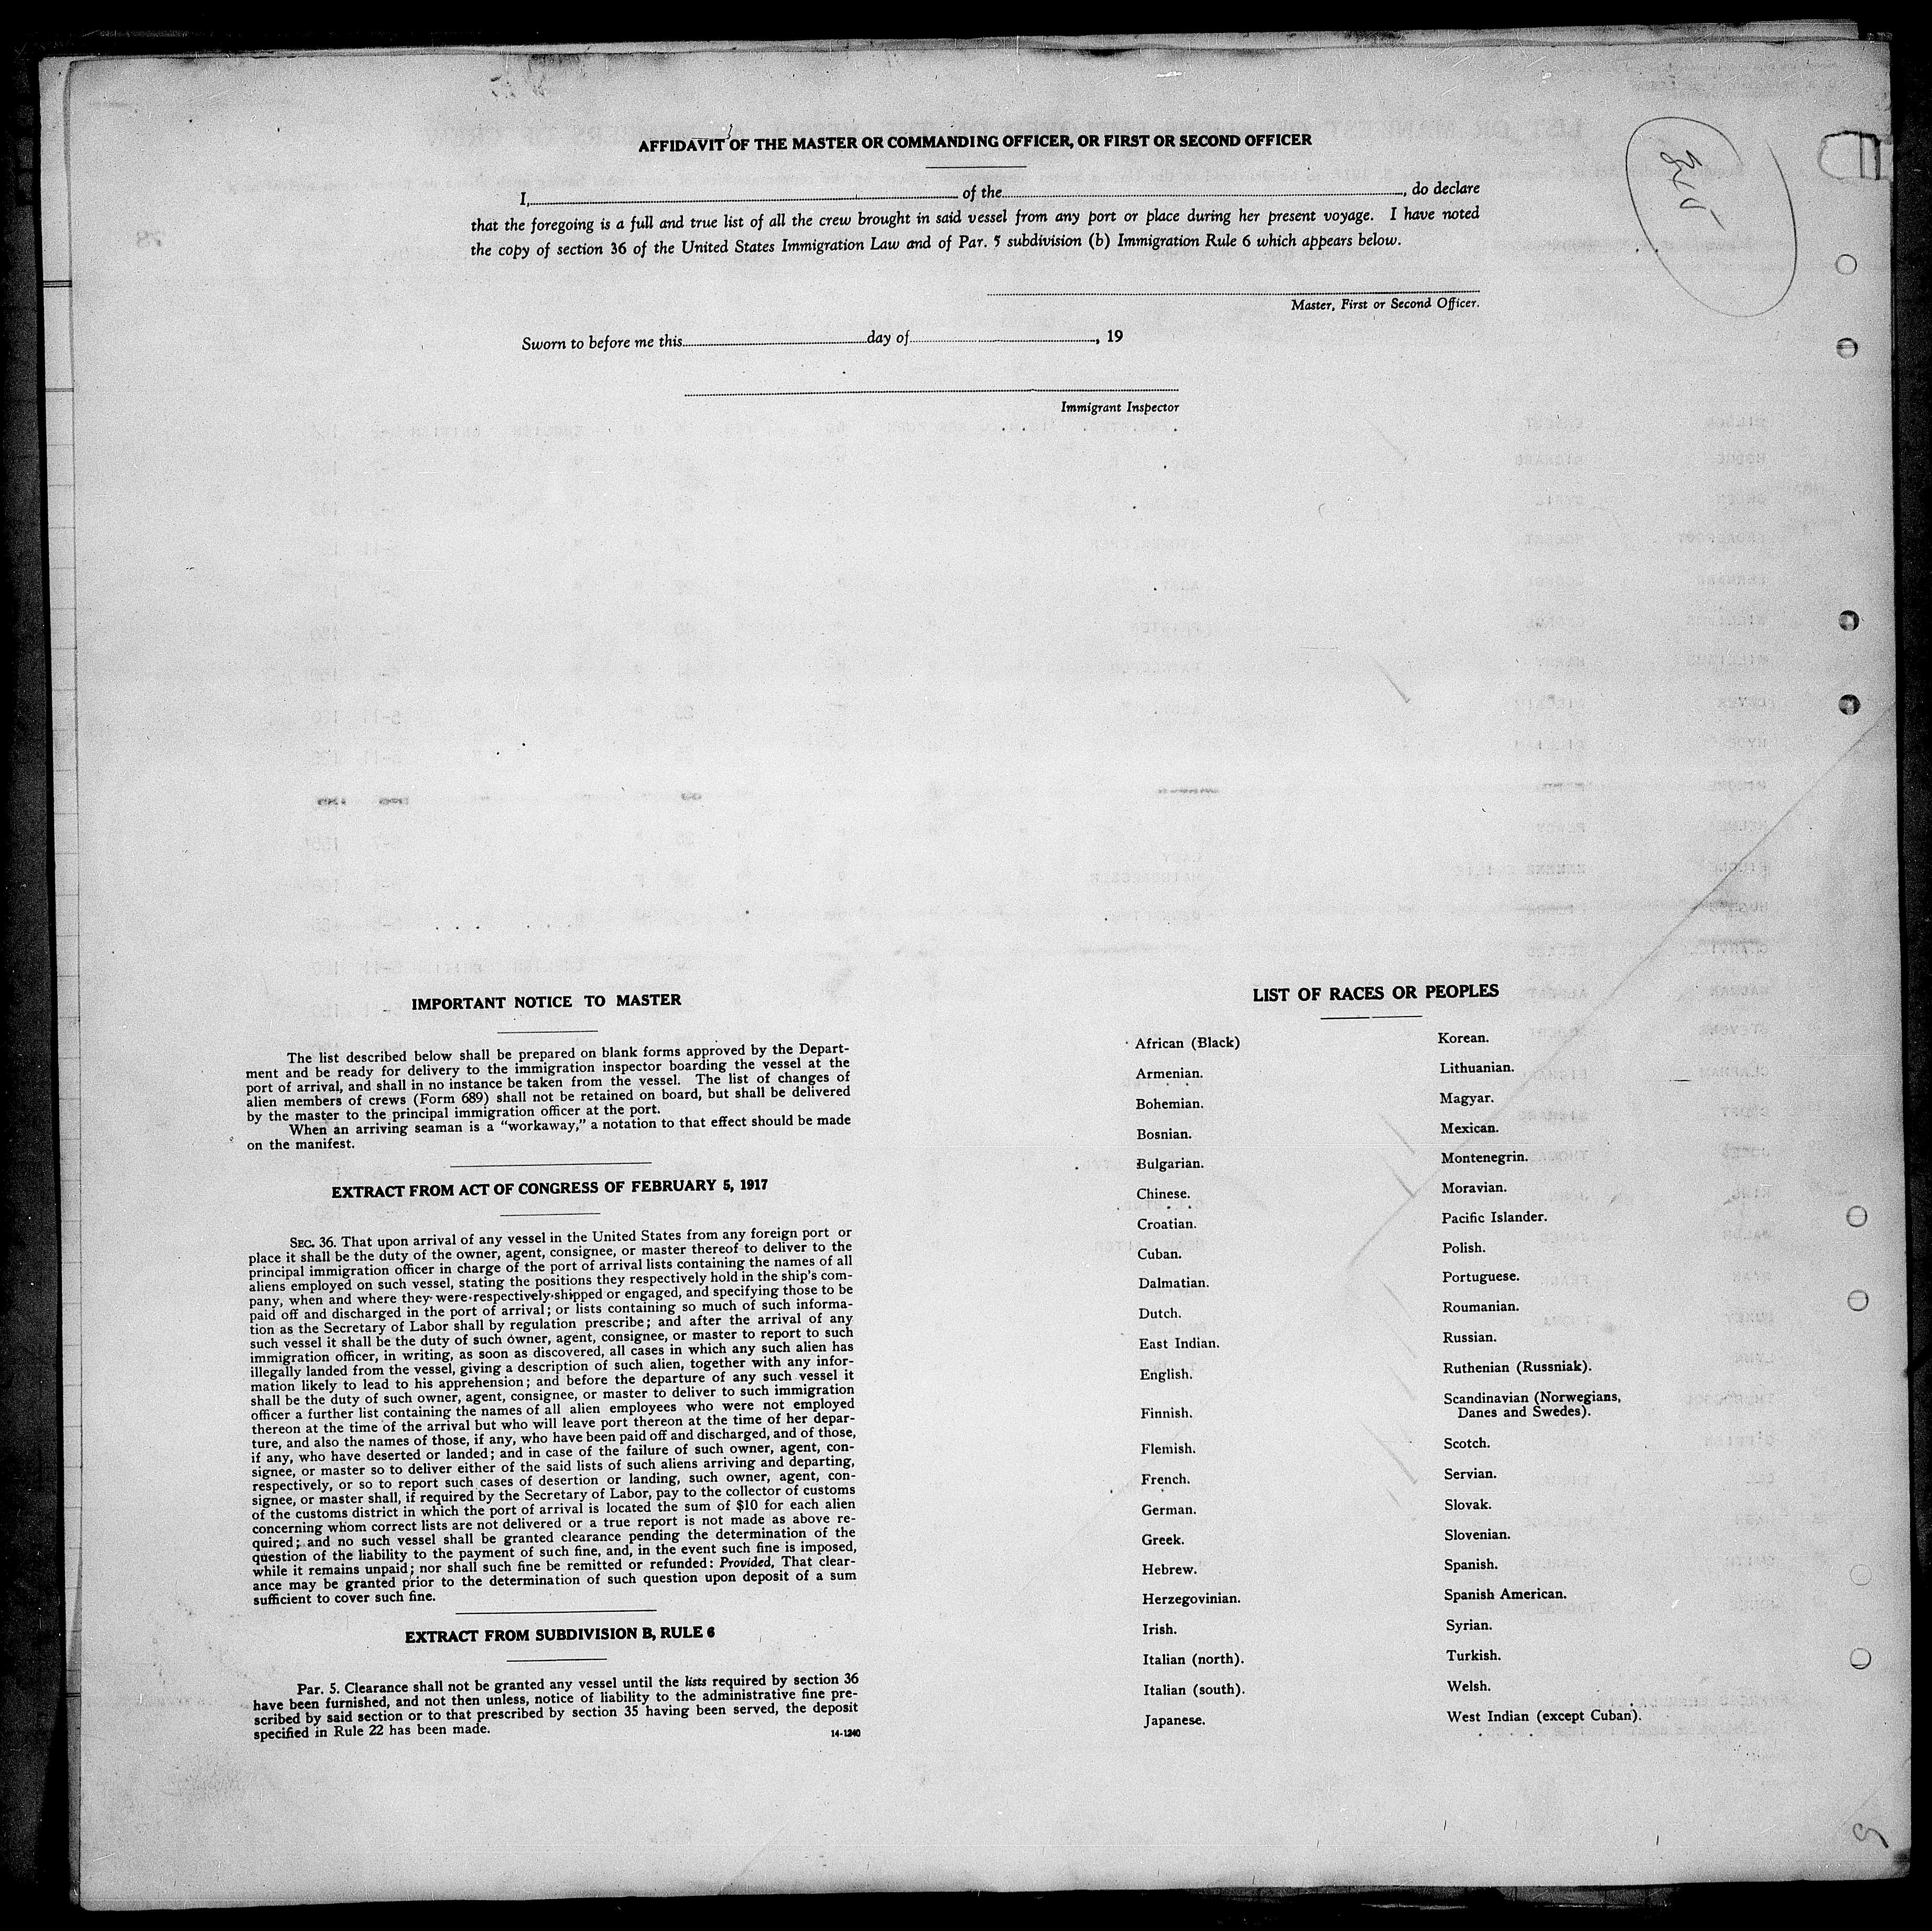 AFFIDAVIT OF THE MASTER OR COMMANDING OFFICER, OR FIRST OR SECOND OFFICER
I, of the , do declare
that the foregoing is a full and true list of all the crew brought in said vessel from any port or place during her present voyage. I have noted
the copy of section 36 of the United States Immigration Law and of Par. 5 subdivision (b) Immigration Rule 6 which appears below.
Master, First or Second Officer.
Sworn to before me this day of , 19
Immigrant Inspector
IMPORTANT NOTICE TO MASTER
The list described below shall be prepared on blank forms approved by the Depart-
ment and be ready for delivery to the immigration inspector boarding the vessel at the
port of arrival, and shall in no instance be taken from the vessel. The list of changes of
alien members of crews (Form 689) shall not be retained on board, but shall be delivered
by the master to the principal immigration officer at the port.
When an arriving seaman is a "workaway," a notation to that effect should be made
on the manifest.
EXTRACT FROM ACT OF CONGRESS OF FEBRUARY 5, 1917
SEC. 36. That upon arrival of any vessel in the United States from any foreign port or
place it shall be the duty of the owner, agent, consignee, or master thereof to deliver to the
principal immigration officer in charge of the port of arrival lists containing the names of all
aliens employed on such vessel, stating the positions they respectively hold in the ship's com-
pany, when and where they were respectively shipped or engaged, and specifying those to be
paid off and discharged in the port of arrival; or lists containing so much of such informa-
tion as the Secretary of Labor shall by regulation prescribe; and after the arrival of any
such vessel it shall be the duty of such owner, agent, consignee, or master to report to such
immigration officer, in writing, as soon as discovered, all cases in which any such alien has
illegally landed from the vessel, giving a description of such alien, together with any infor-
mation likely to lead to his apprehension; and before the departure of any such vessel it
shall be the duty of such owner, agent, consignee, or master to deliver to such immigration
officer a further list containing the names of all alien employees who were not employed
thereon at the time of the arrival but who will leave port thereon at the time of her depar-
ture, and also the names of those, if any, who have been paid off and discharged, and of those,
if any, who have deserted or landed; and in case of the failure of such owner, agent, con-
signee, or master so to deliver either of the said lists of such aliens arriving and departing,
respectively, or so to report such cases of desertion or landing, such owner, agent, con-
signee, or master shall, if required by the Secretary of Labor, pay to the collector of customs
of the customs district in which the port of arrival is located the sum of $10 for each alien
concerning whom correct lists are not delivered or a true report is not made as above re-
quired; and no such vessel shall be granted clearance pending the determination of the
question of the liability to the payment of such fine, and, in the event such fine is imposed,
while it remains unpaid; nor shall such fine be remitted or refunded: Provided, That clear-
ance may be granted prior to the determination of such question upon deposit of a sum
sufficient to cover such fine.
EXTRACT FROM SUBDIVISION B, RULE 6
Par. 5. Clearance shall not be granted any vessel until the lists required by section 36
have been furnished, and not then unless, notice of liability to the administrative fine pre-
scribed by said section or to that prescribed by section 35 having been served, the deposit
specified in Rule 22 has been made.
14-1240
LIST OF RACES OR PEOPLES
African (Black)
Armenian.
Bohemian.
Bosnian.
Bulgarian.
Chinese.
Croatian.
Cuban.
Dalmatian.
Dutch.
East Indian.
English.
Finnish.
Flemish.
French.
German.
Greek.
Hebrew.
Herzegovinian.
Irish.
Italian (north).
Italian (south).
Japanese.
Korean.
Lithuanian.
Magyar.
Mexican.
Montenegrin.
Moravian.
Pacific Islander.
Polish.
Portuguese.
Roumanian.
Russian.
Ruthenian (Russniak).
Scandinavian (Norwegians,
Danes and Swedes).
Scotch.
Servian.
Slovak.
Slovenian.
Spanish.
Spanish American.
Syrian.
Turkish.
Welsh.
West Indian (except Cuban).